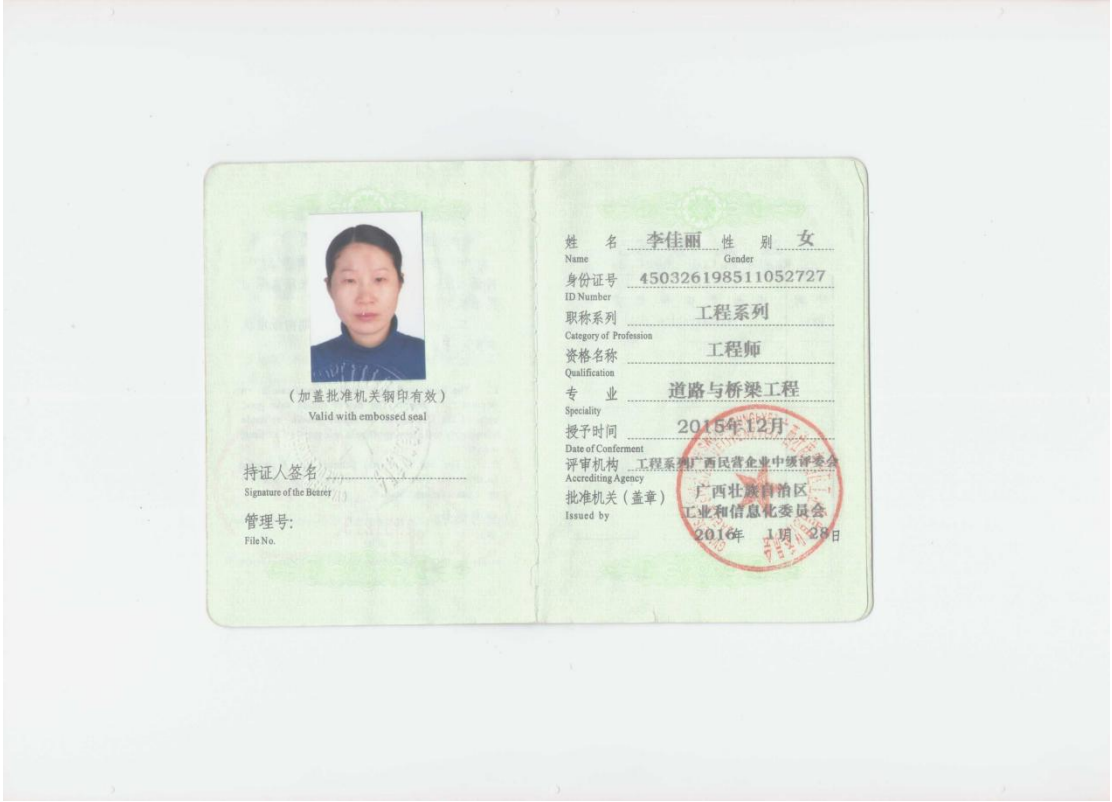 (加盖批准机关钢印有效)
Valid with embossed seal
持证人签名
Signature of the Bearer
管理号:
File No.
姓 名 李佳丽 性 别 女
Name Gender
身份证号 450326198511052727
ID Number
职称系列 工程系列
Category of Profession
资格名称 工程师
Qualification
专 业 道路与桥梁工程
Speciality
授予时间 2015年12月
Date of Conferment
评审机构 工程系列广西民营企业中级评委会
Accrediting Agency
批准机关(盖章) 广西壮族自治区
Issued by 工业和信息化委员会
2016年 11月 28日